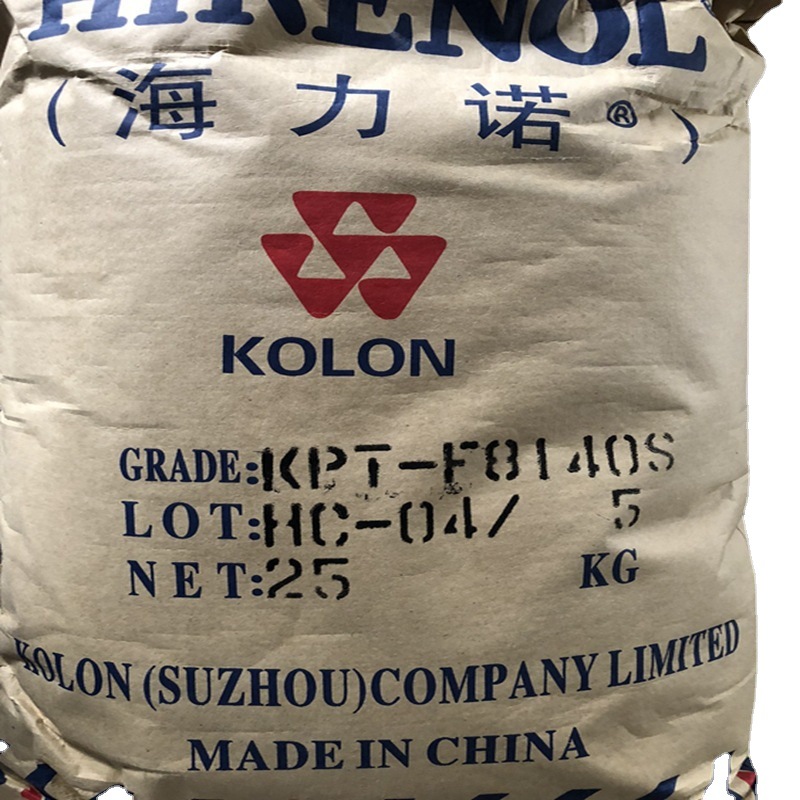 HIRENOL
(海力诺®)
KOLON
GRADE:KPT-F8140S
LOT:HC-04/ 5
NET:25 KG
KOLON (SUZHOU)COMPANY LIMITED
MADE IN CHINA